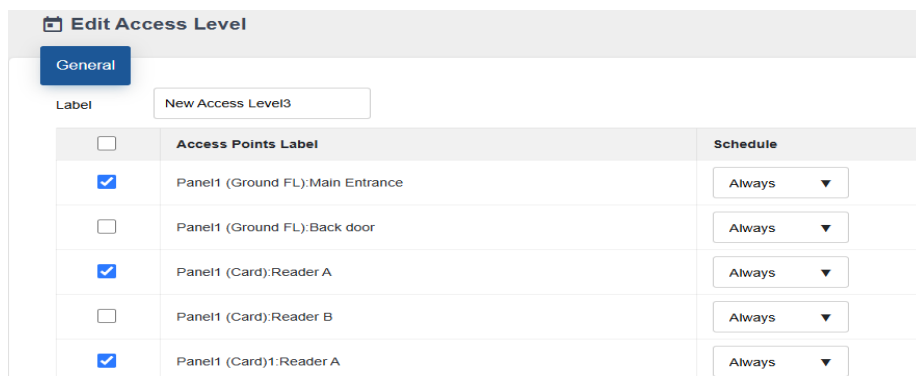 Edit Access Level
General
Label New Access Level3
Access Points Label Schedule
Panel1 (Ground FL):Main Entrance Always
Panel1 (Ground FL):Back door Always
Panel1 (Card):Reader A Always
Panel1 (Card):Reader B Always
Panel1 (Card)1:Reader A Always